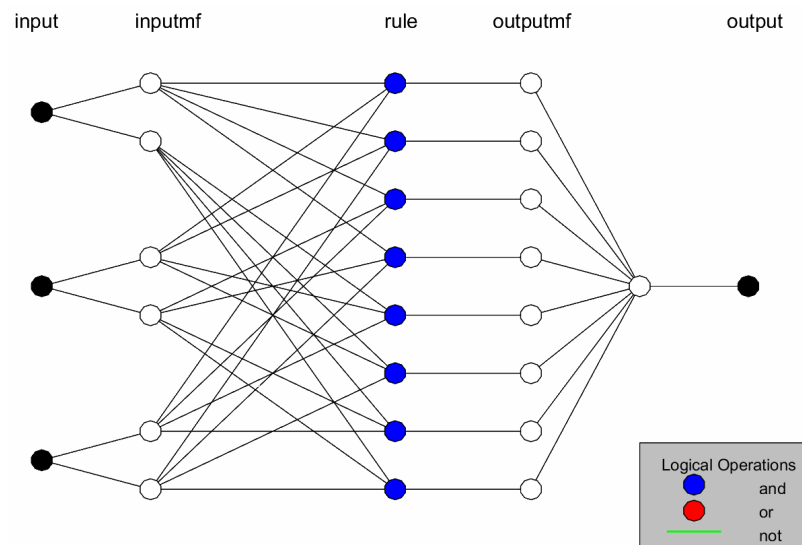 input inputmf rule outputmf output
Logical Operations
and
or
not